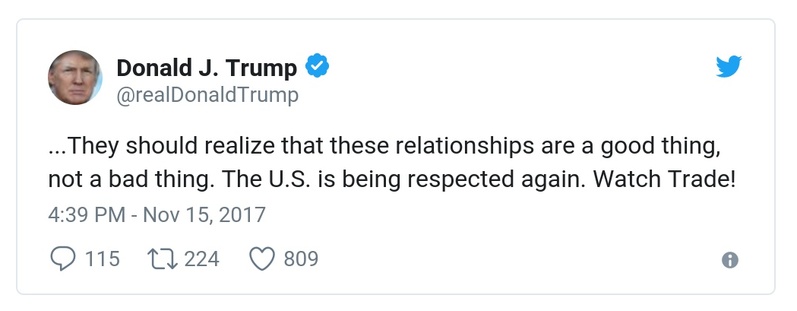 Donald J. Trump
@realDonaldTrump
...They should realize that these relationships are a good thing,
not a bad thing. The U.S. is being respected again. Watch Trade!
4:39 PM - Nov 15, 2017
115 224 809